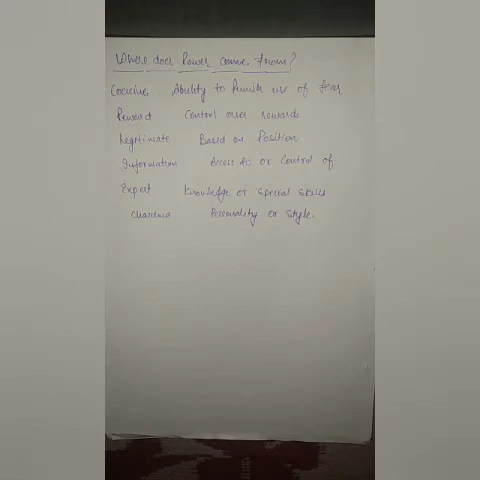 Where does Power come from?
Coercive Ability to Punish use of fear
Reward Control over rewards
Legitimate Based on Position
Information Access to or control of
Expert Knowledge or special skills
Charisma Personality or Style.